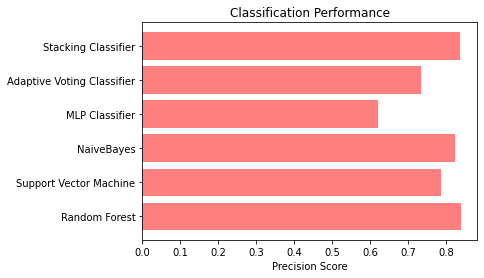 Classification Performance
Stacking Classifier
Adaptive Voting Classifier
MLP Classifier
NaiveBayes
Support Vector Machine
Random Forest
0.0 0.1 0.2 0.3 0.4 0.5 0.6 0.7 0.8
Precision Score